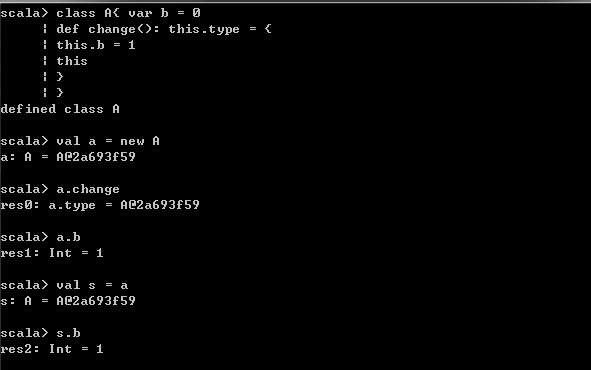 scala> class A{ var b = 0
     | def change(): this.type = {
     | this.b = 1
     | this
     | }
     | }
defined class A
scala> val a = new A
a: A = A@2a693f59
scala> a.change
res0: a.type = A@2a693f59
scala> a.b
res1: Int = 1
scala> val s = a
s: A = A@2a693f59
scala> s.b
res2: Int = 1